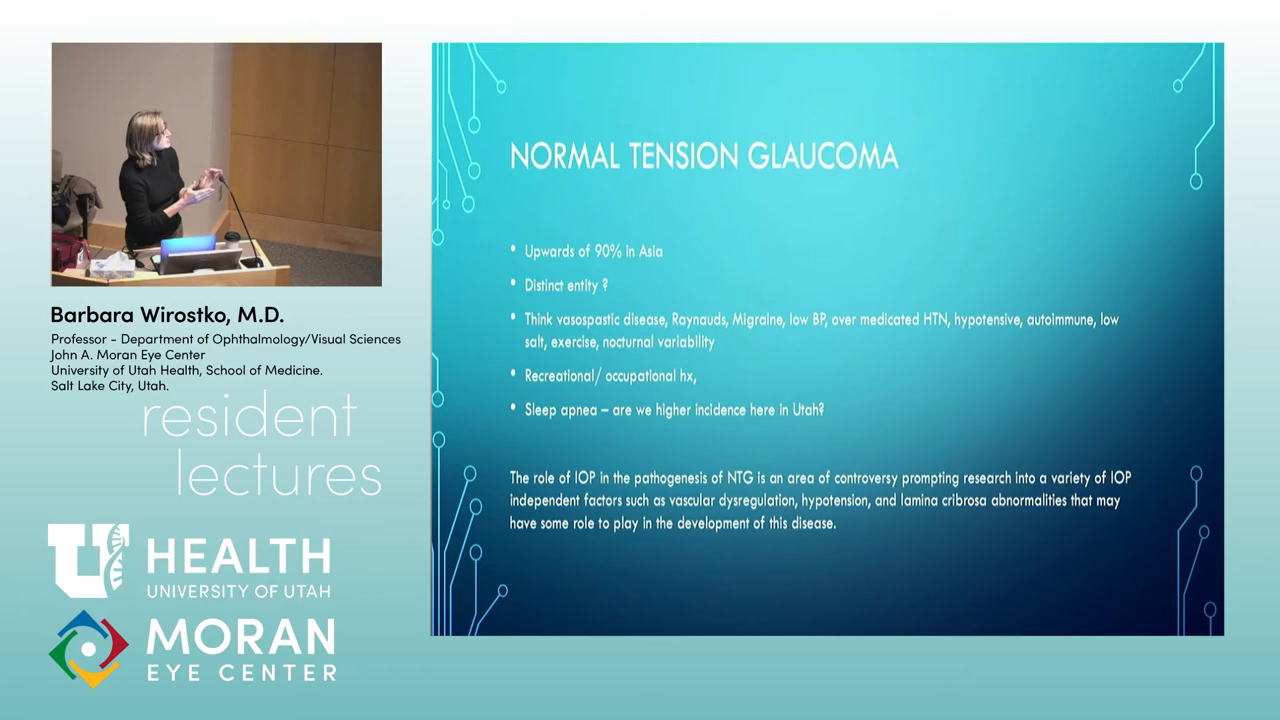 Barbara Wirostko, M.D.
Professor - Department of Ophthalmology/Visual Sciences
John A. Moran Eye Center
University of Utah Health, School of Medicine.
Salt Lake City, Utah.
resident
lectures
U HEALTH
UNIVERSITY OF UTAH
MORAN
EYE CENTER
NORMAL TENSION GLAUCOMA
• Upwards of 90% in Asia
• Distinct entity ?
• Think vasospastic disease, Raynauds, Migraine, low BP, over medicated HTN, hypotensive, autoimmune, low
salt, exercise, nocturnal variability
• Recreational/ occupational hx,
• Sleep apnea – are we higher incidence here in Utah?
The role of IOP in the pathogenesis of NTG is an area of controversy prompting research into a variety of IOP
independent factors such as vascular dysregulation, hypotension, and lamina cribrosa abnormalities that may
have some role to play in the development of this disease.